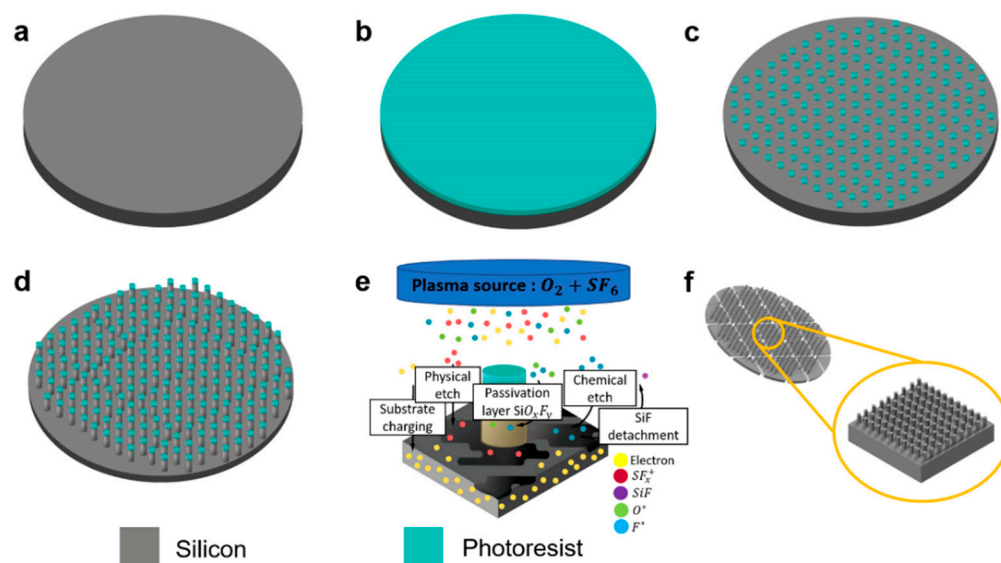 a
b
c
d
e
Plasma source : O₂ + SF₆
Physical
etch
Substrate
charging
Passivation
layer SiOₓFᵧ
Chemical
etch
SiF
detachment
Electron
SFₓ⁺
SiF
O*
F*
f
Silicon
Photoresist